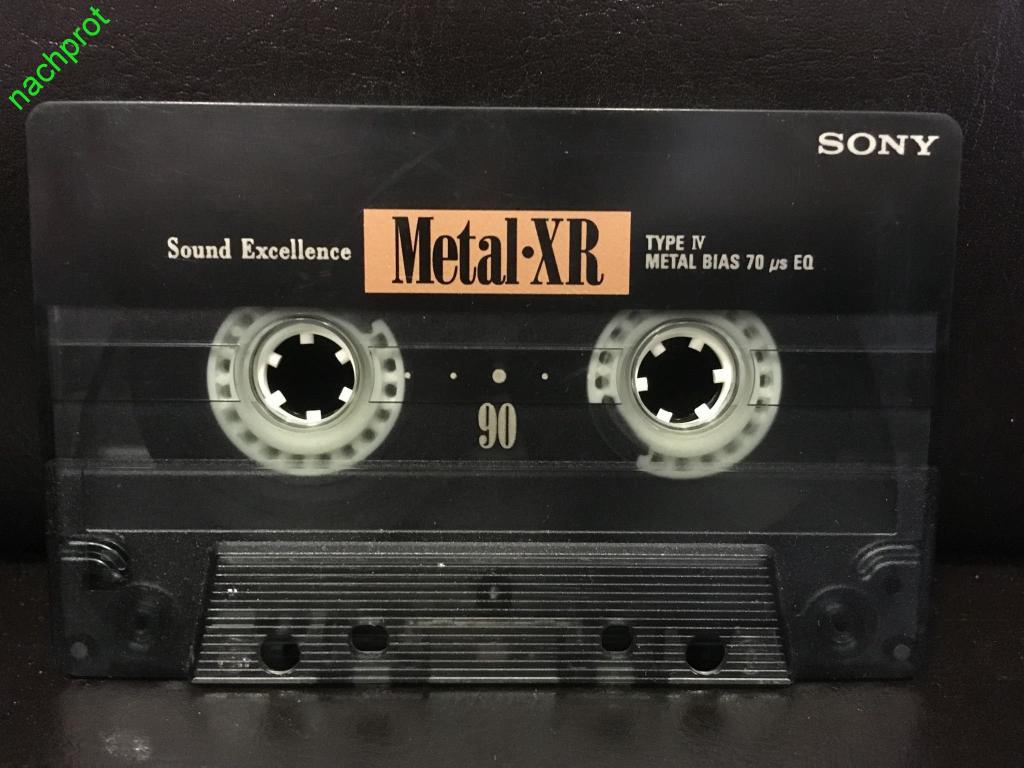 nachprot
SONY
Sound Excellence
Metal·XR
TYPE IV
METAL BIAS 70 µs EQ
90